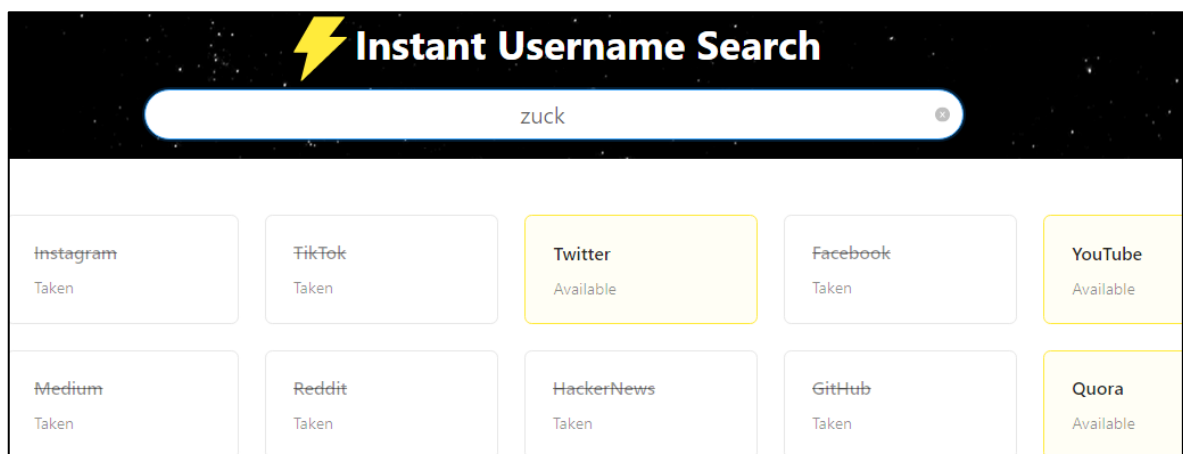 Instant Username Search
zuck
Instagram TikTok Twitter Facebook YouTube
Taken Taken Available Taken Available
Medium Reddit HackerNews GitHub Quora
Taken Taken Taken Taken Available